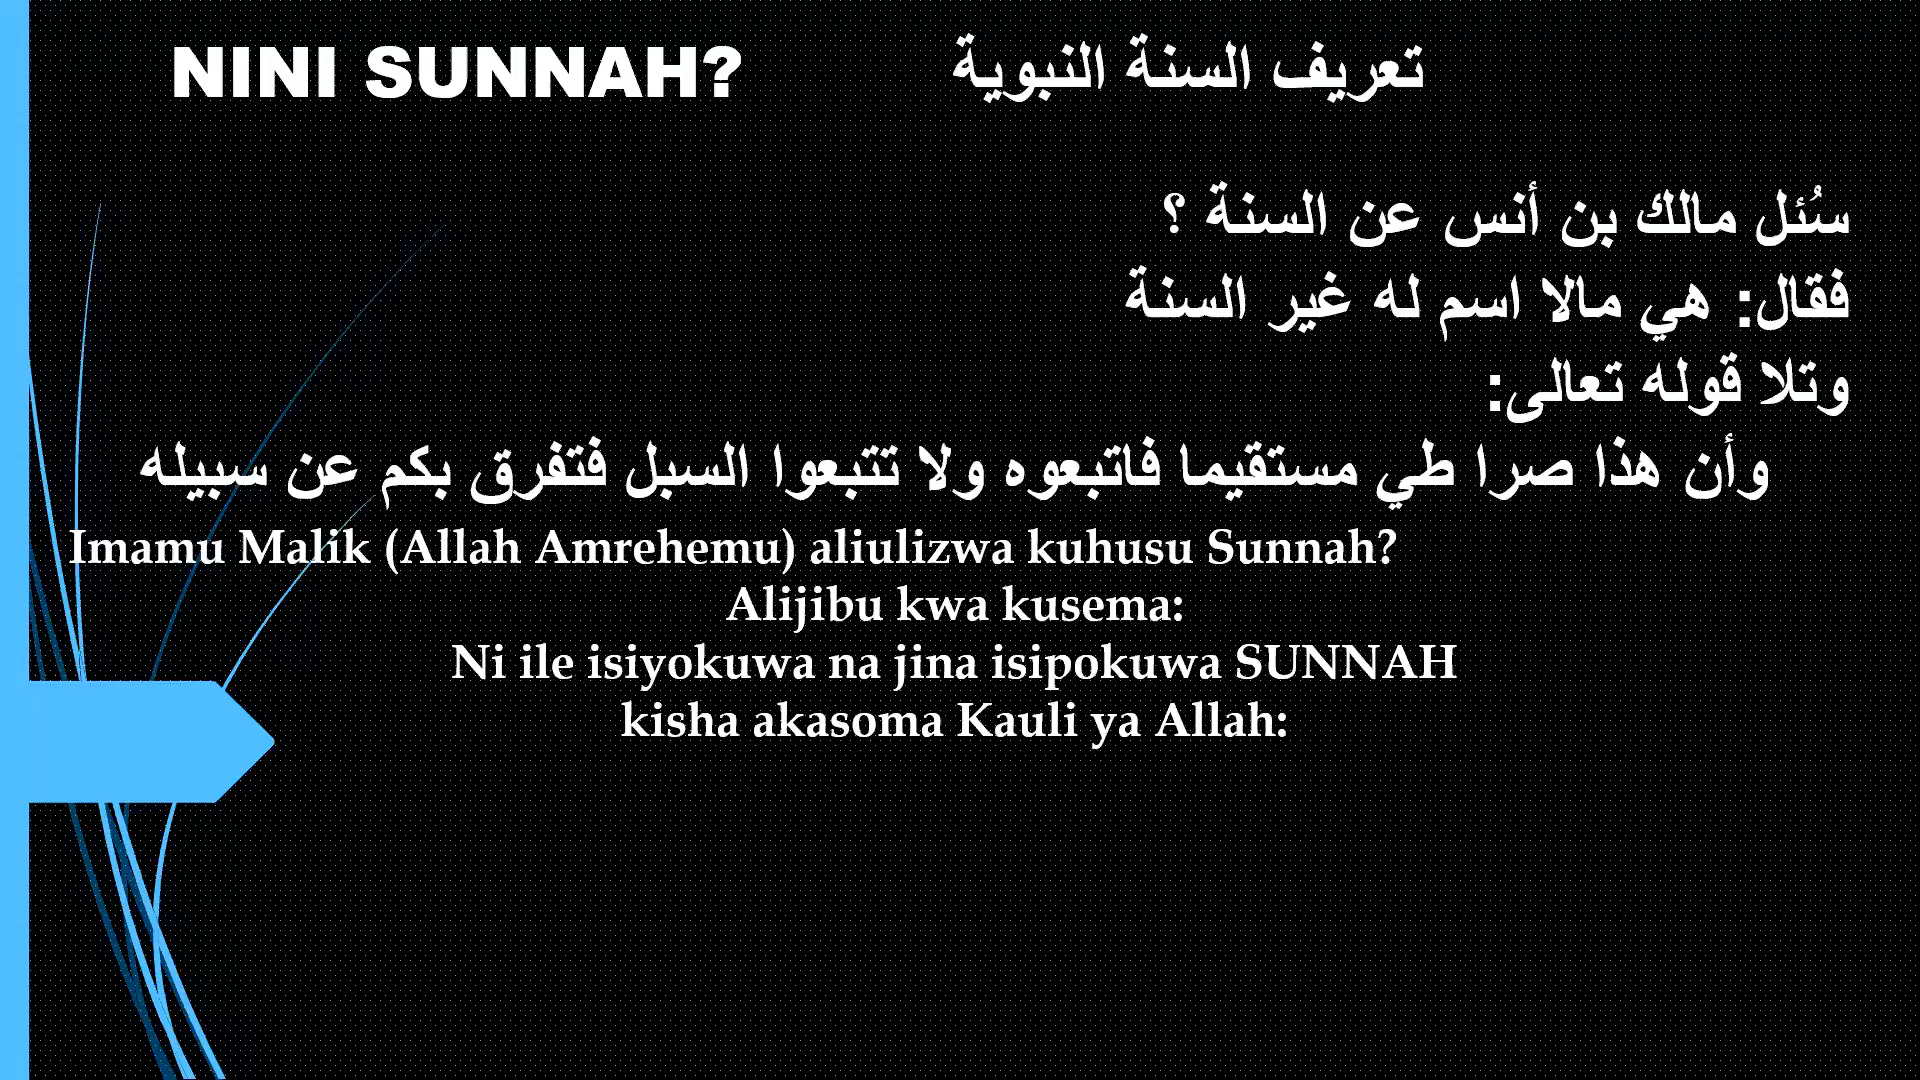 NINI SUNNAH? تعريف السنة النبوية
سُئل مالك بن أنس عن السنة ؟
فقال: هي مالا اسم له غير السنة
وتلا قوله تعالى:
وأن هذا صرا طي مستقيما فاتبعوه ولا تتبعوا السبل فتفرق بكم عن سبيله
Imamu Malik (Allah Amrehemu) aliulizwa kuhusu Sunnah?
Alijibu kwa kusema:
Ni ile isiyokuwa na jina isipokuwa SUNNAH
kisha akasoma Kauli ya Allah: